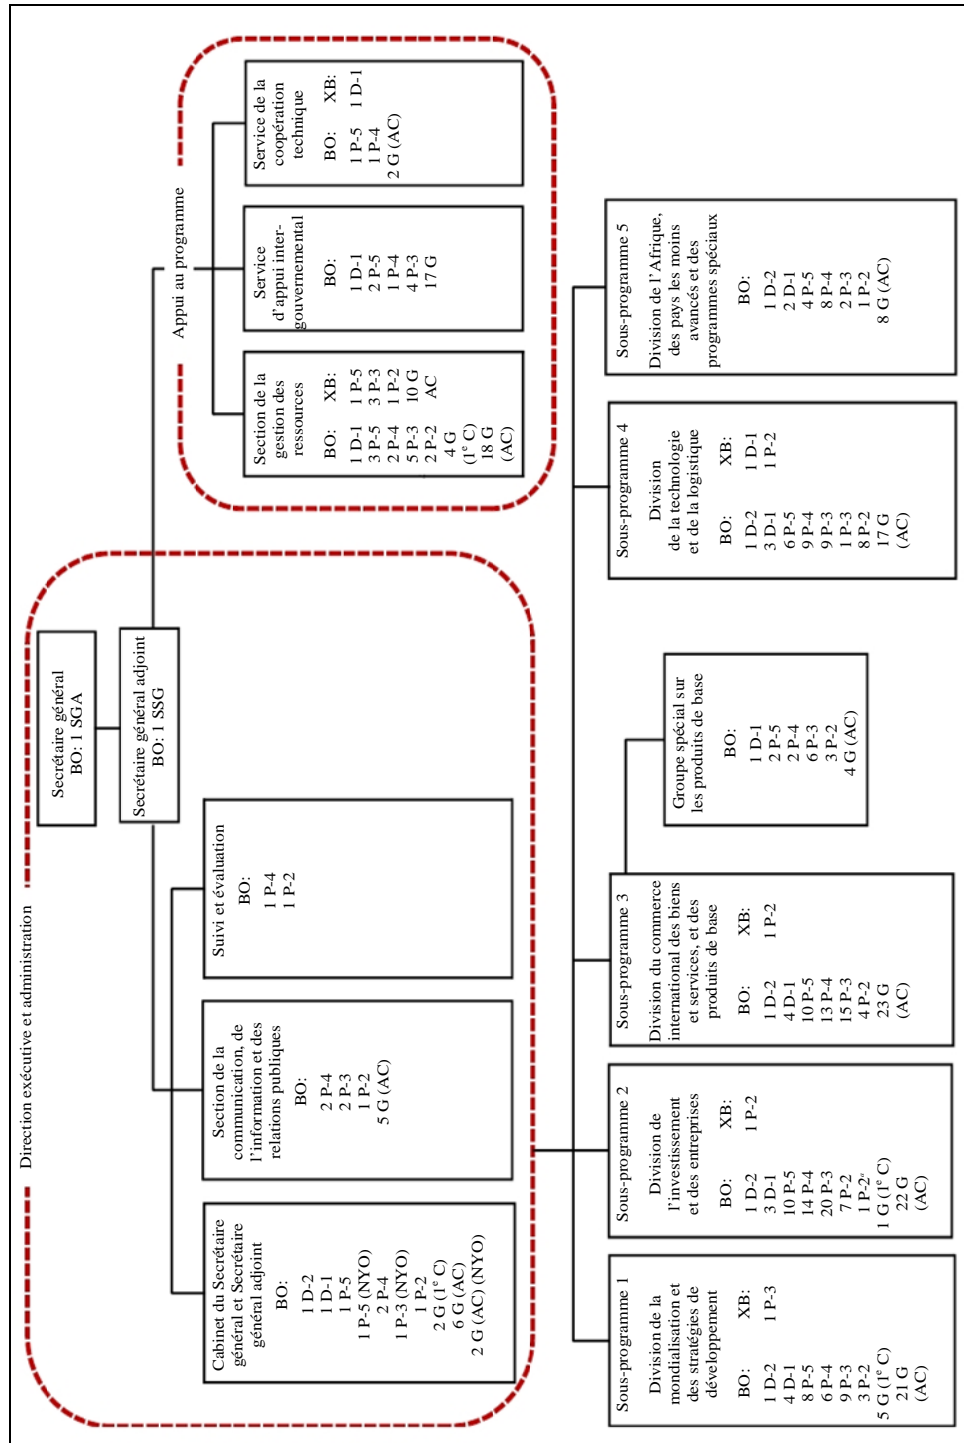 Direction exécutive et administration
Secrétaire général
BO: 1 SGA
Secrétaire général adjoint
BO: 1 SSG
Cabinet du Secrétaire
général et Secrétaire
général adjoint
BO:
1 D-2
1 D-1
1 P-5
1 P-5 (NYO)
2 P-4
1 P-3 (NYO)
1 P-2
2 G (1e C)
6 G (AC)
2 G (AC) (NYO)
Section de la
communication, de
l'information et des
relations publiques
BO:
2 P-4
2 P-3
1 P-2
5 G (AC)
Suivi et évaluation
BO:
1 P-4
1 P-2
Appui au programme
Section de la
gestion des
ressources
BO: XB:
1 D-1 1 P-5
3 P-5 3 P-3
2 P-4 1 P-2
5 P-3 10 G
2 P-2 AC
4 G
(1e C)
18 G
(AC)
Service
d'appui inter-
gouvernemental
BO:
1 D-1
2 P-5
1 P-4
4 P-3
17 G
Service de la
coopération
technique
BO: XB:
1 P-5 1 D-1
1 P-4
2 G (AC)
Sous-programme 1
Division de la
mondialisation et
des stratégies de
développement
BO: XB:
1 D-2 1 P-3
4 D-1
8 P-5
6 P-4
9 P-3
3 P-2
5 G (1e C)
21 G
(AC)
Sous-programme 2
Division de
l'investissement
et des entreprises
BO: XB:
1 D-2 1 P-2
3 D-1
10 P-5
14 P-4
20 P-3
7 P-2
1 P-2a
1 G (1e C)
22 G
(AC)
Sous-programme 3
Division du commerce
international des biens
et services, et des
produits de base
BO: XB:
1 D-2 1 P-2
4 D-1
10 P-5
13 P-4
15 P-3
4 P-2
23 G
(AC)
Groupe spécial sur
les produits de base
BO:
1 D-1
2 P-5
2 P-4
6 P-3
3 P-2
4 G (AC)
Sous-programme 4
Division
de la technologie
et de la logistique
BO: XB:
1 D-2 1 D-1
3 D-1 1 P-2
6 P-5
9 P-4
9 P-3
1 P-3
8 P-2
17 G
(AC)
Sous-programme 5
Division de l'Afrique,
des pays les moins
avancés et des
programmes spéciaux
BO:
1 D-2
2 D-1
4 P-5
8 P-4
2 P-3
1 P-2
8 G (AC)